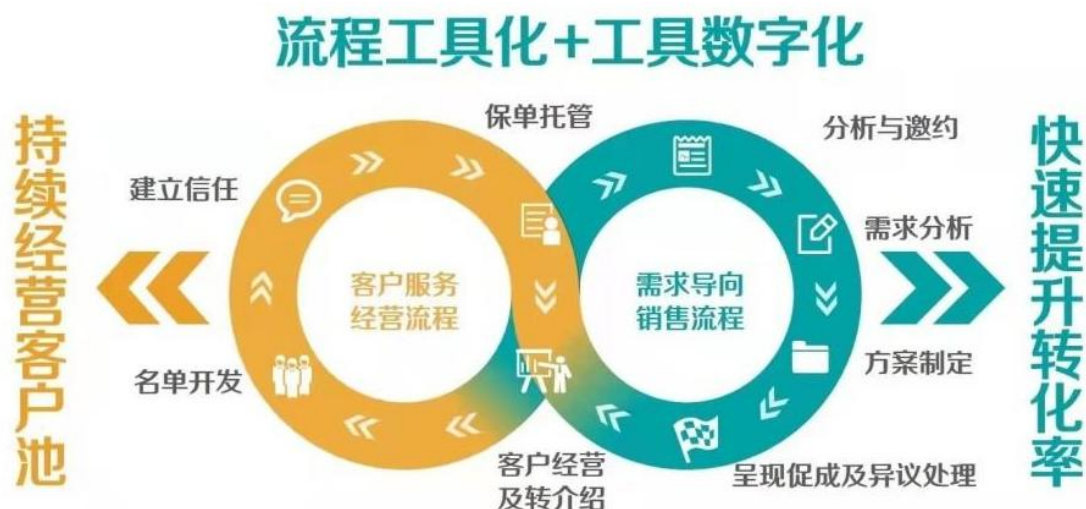 流程工具化+工具数字化
持续经营客户池
建立信任
名单开发
保单托管
客户服务
经营流程
客户经营
及转介绍
需求导向
销售流程
分析与邀约
需求分析
方案制定
呈现促成及异议处理
快速提升转化率